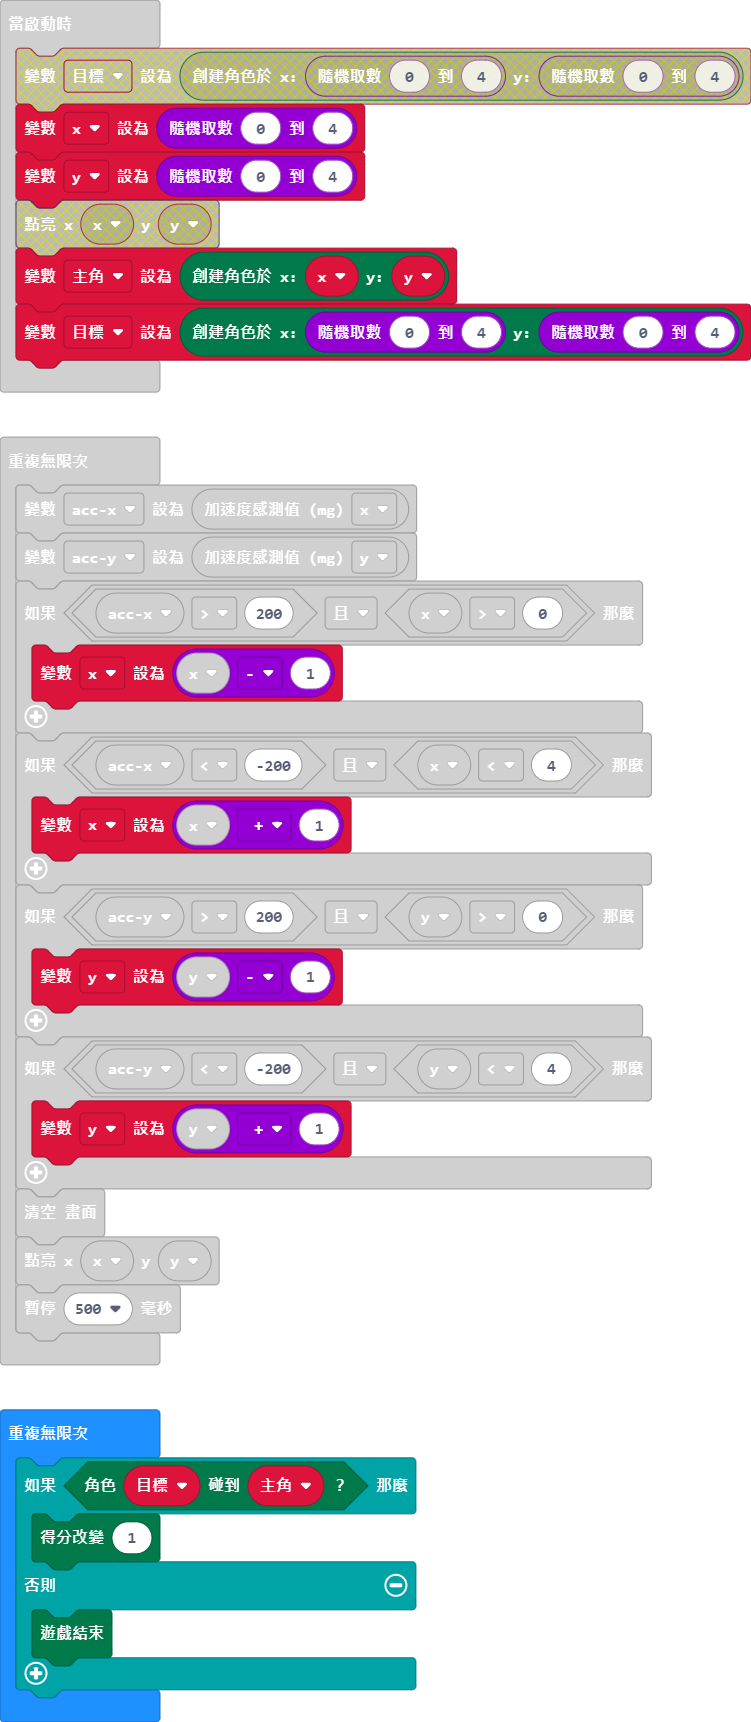 當啟動時
變數 目標 設為 創建角色於 x: 隨機取數 0 到 4 y: 隨機取數 0 到 4
變數 x 設為 隨機取數 0 到 4
變數 y 設為 隨機取數 0 到 4
點亮 x x y y
變數 主角 設為 創建角色於 x: x y: y
變數 目標 設為 創建角色於 x: 隨機取數 0 到 4 y: 隨機取數 0 到 4
重複無限次
變數 acc-x 設為 加速度感測值 (mg) x
變數 acc-y 設為 加速度感測值 (mg) y
如果 acc-x > 200 且 x > 0 那麼
變數 x 設為 x - 1
如果 acc-x < -200 且 x < 4 那麼
變數 x 設為 x + 1
如果 acc-y > 200 且 y > 0 那麼
變數 y 設為 y - 1
如果 acc-y < -200 且 y < 4 那麼
變數 y 設為 y + 1
清空 畫面
點亮 x x y y
暫停 500 毫秒
重複無限次
如果 角色 目標 碰到 主角 ? 那麼
得分改變 1
否則
遊戲結束